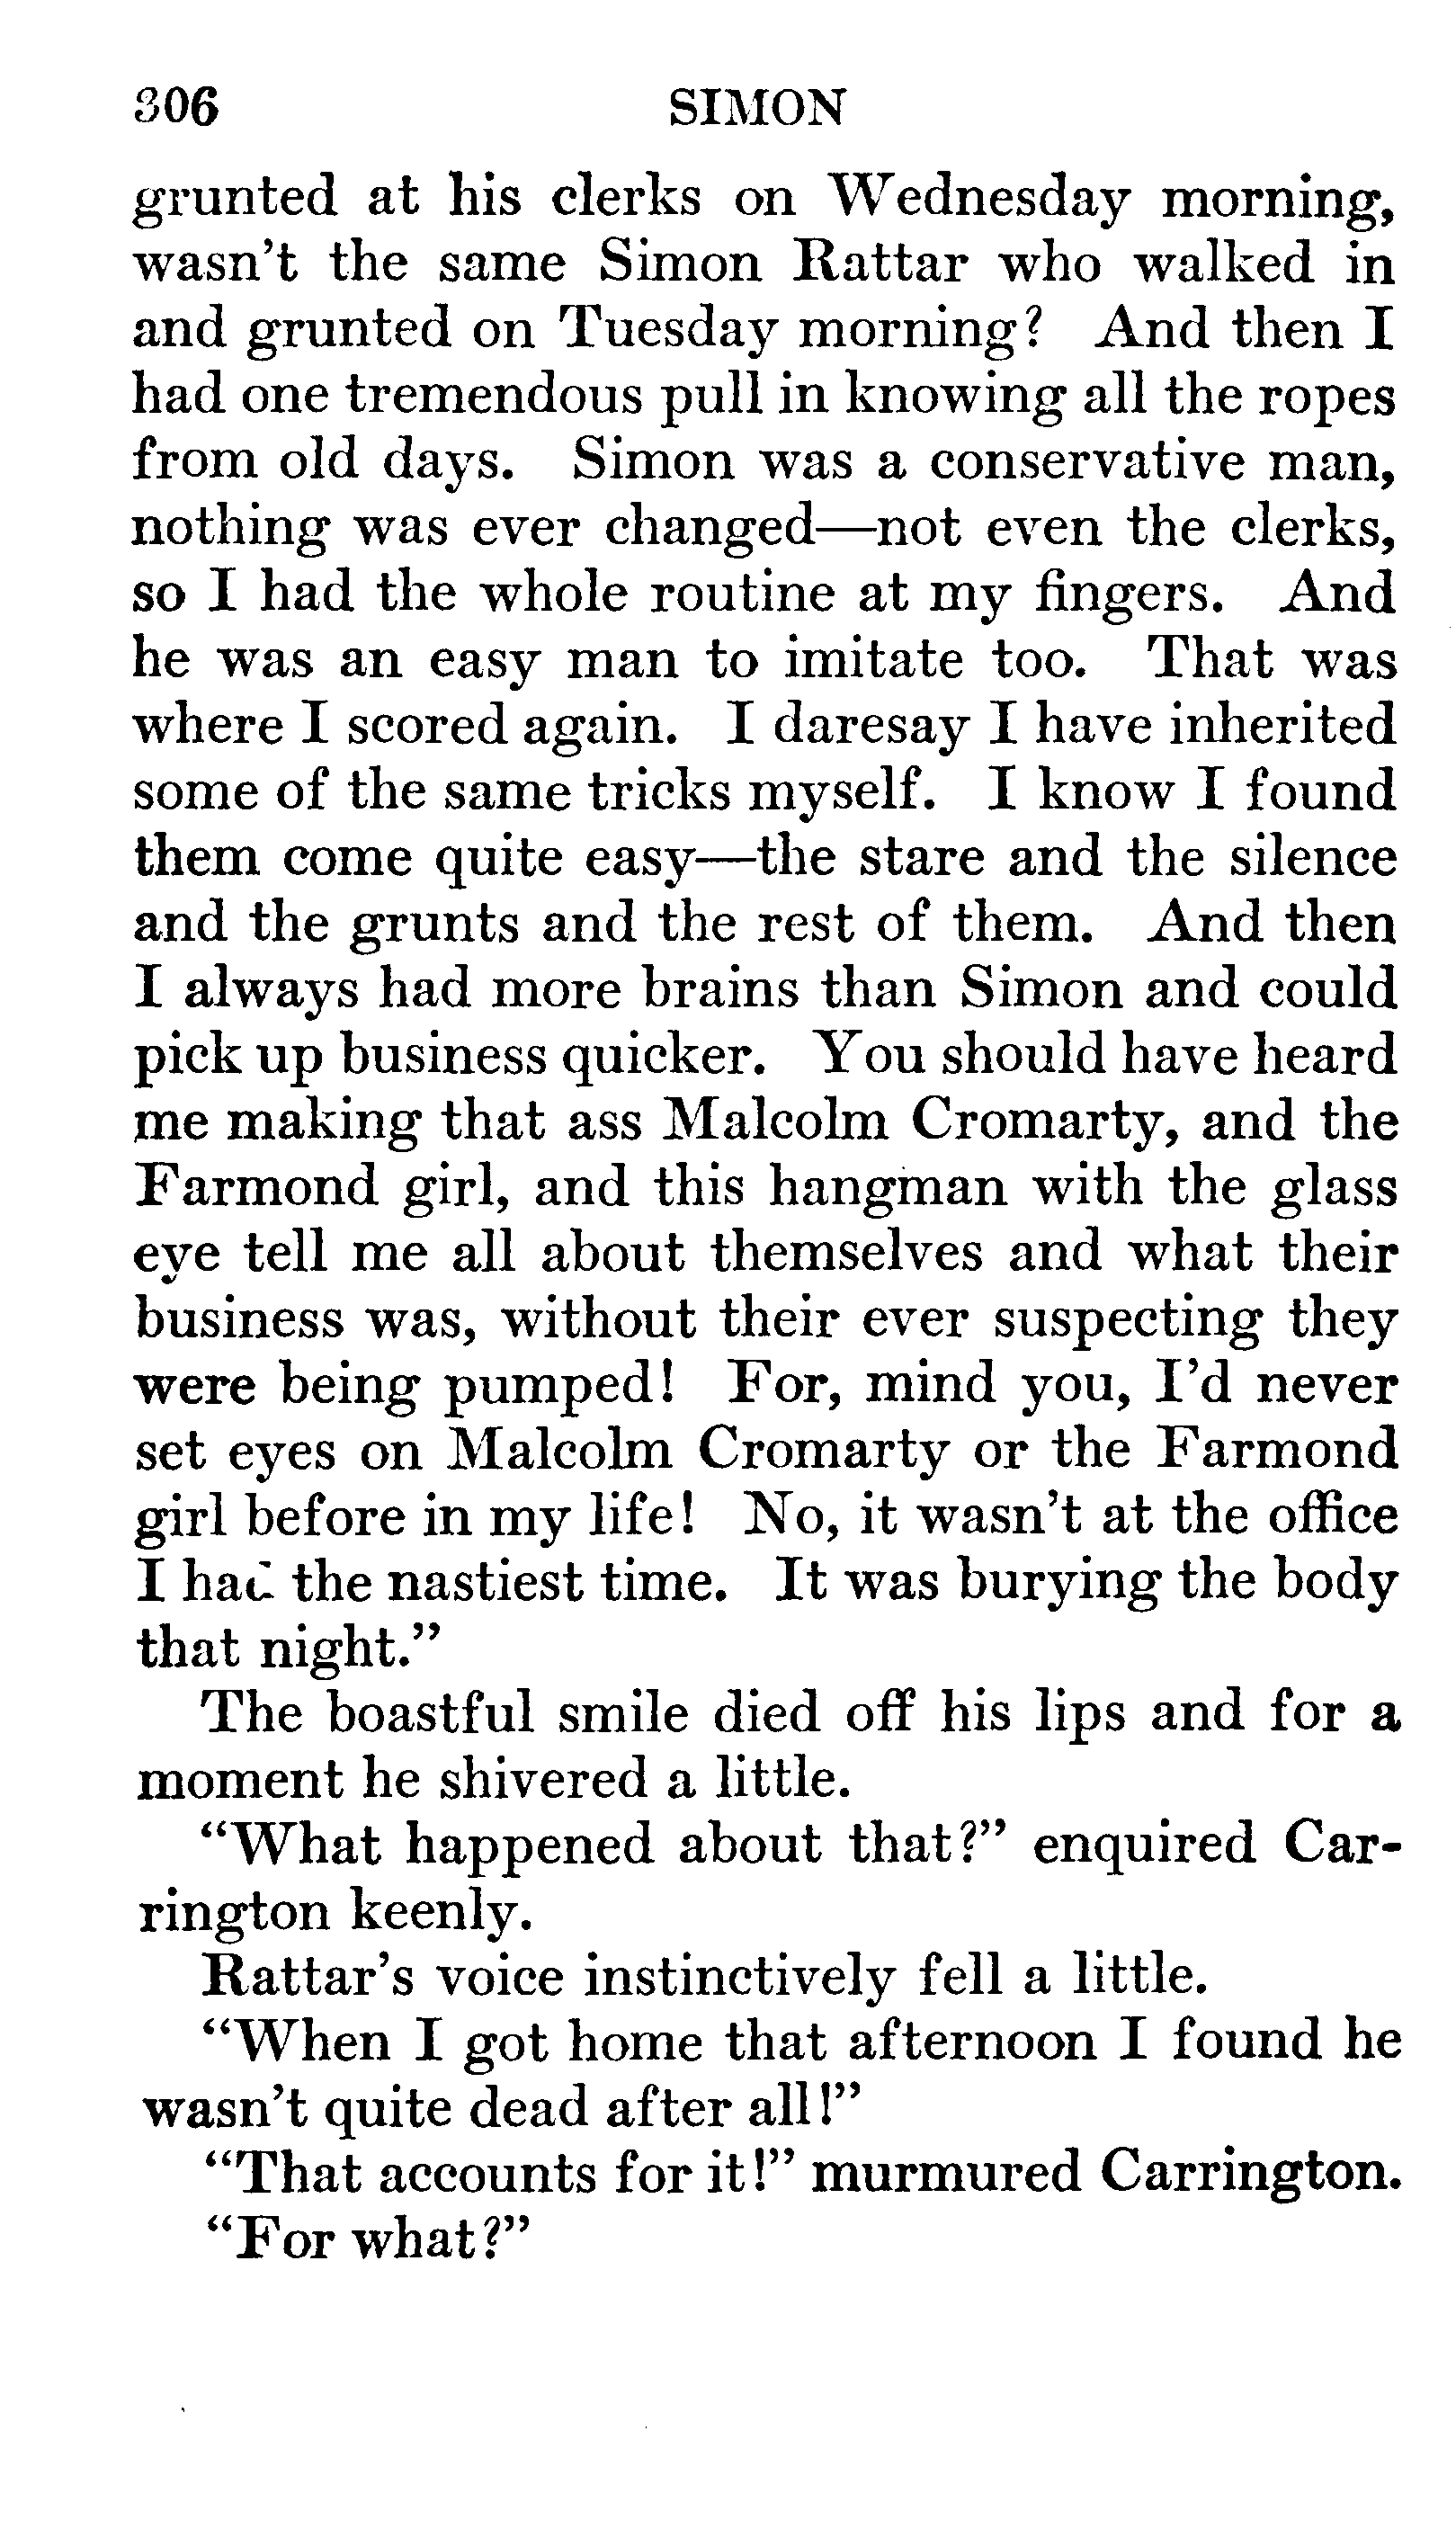 306 SIMON
grunted at his clerks on Wednesday morning,
wasn't the same Simon Rattar who walked in
and grunted on Tuesday morning? And then I
had one tremendous pull in knowing all the ropes
from old days. Simon was a conservative man,
nothing was ever changed—not even the clerks,
so I had the whole routine at my fingers. And
he was an easy man to imitate too. That was
where I scored again. I daresay I have inherited
some of the same tricks myself. I know I found
them come quite easy—the stare and the silence
and the grunts and the rest of them. And then
I always had more brains than Simon and could
pick up business quicker. You should have heard
me making that ass Malcolm Cromarty, and the
Farmond girl, and this hangman with the glass
eye tell me all about themselves and what their
business was, without their ever suspecting they
were being pumped! For, mind you, I'd never
set eyes on Malcolm Cromarty or the Farmond
girl before in my life! No, it wasn't at the office
I had the nastiest time. It was burying the body
that night."
The boastful smile died off his lips and for a
moment he shivered a little.
"What happened about that?" enquired Car-
rington keenly.
Rattar's voice instinctively fell a little.
"When I got home that afternoon I found he
wasn't quite dead after all!"
"That accounts for it!" murmured Carrington.
"For what?"